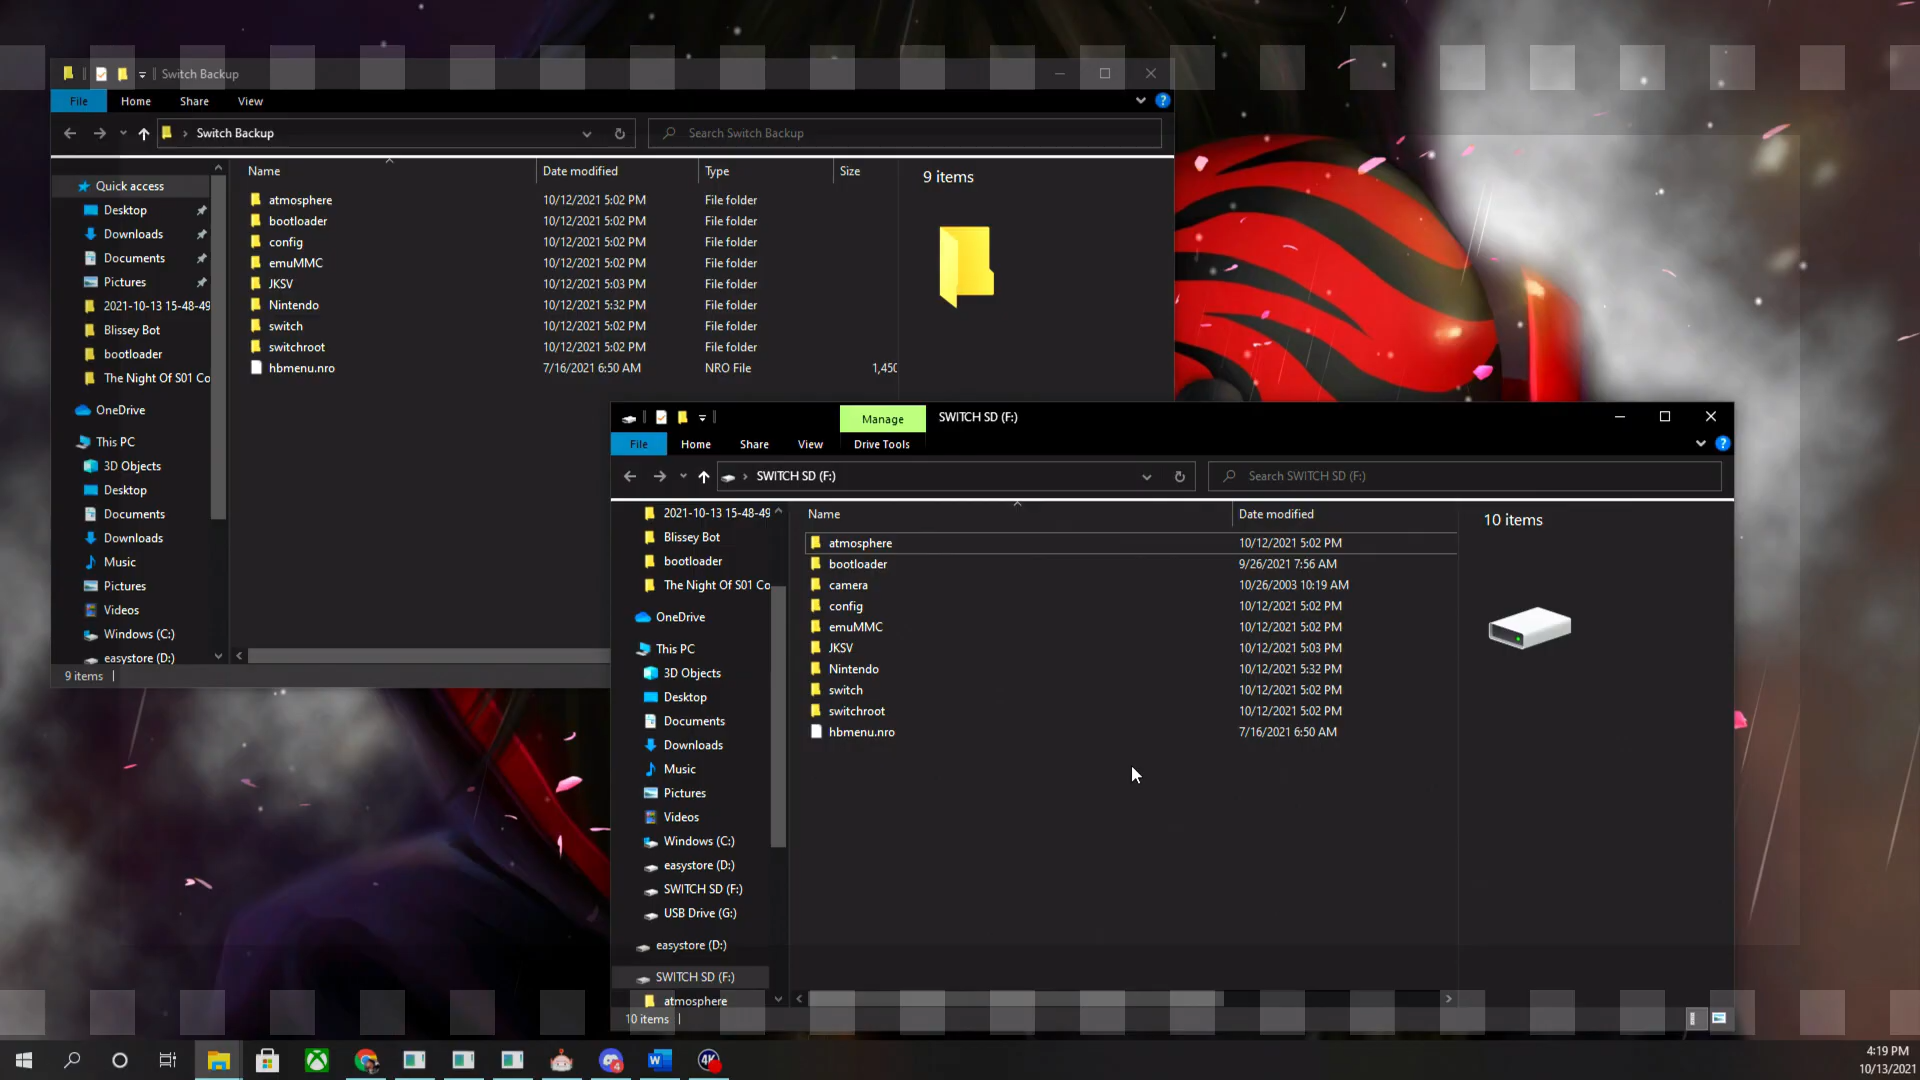 Switch Backup
File Home Share View
Switch Backup
Search Switch Backup
Name Date modified Type Size
Quick access
Desktop
Downloads
Documents
Pictures
2021-10-13 15-48-49
Blissey Bot
bootloader
The Night Of S01 Co
OneDrive
This PC
3D Objects
Desktop
Documents
Downloads
Music
Pictures
Videos
Windows (C:)
easystore (D:)
atmosphere 10/12/2021 5:02 PM File folder
bootloader 10/12/2021 5:02 PM File folder
config 10/12/2021 5:02 PM File folder
emuMMC 10/12/2021 5:02 PM File folder
JKSV 10/12/2021 5:03 PM File folder
Nintendo 10/12/2021 5:32 PM File folder
switch 10/12/2021 5:02 PM File folder
switchroot 10/12/2021 5:02 PM File folder
hbmenu.nro 7/16/2021 6:50 AM NRO File 1,450
9 items
9 items
Manage SWITCH SD (F:)
File Home Share View Drive Tools
SWITCH SD (F:)
Search SWITCH SD (F:)
Name Date modified
2021-10-13 15-48-49
Blissey Bot
bootloader
The Night Of S01 Co
OneDrive
This PC
3D Objects
Desktop
Documents
Downloads
Music
Pictures
Videos
Windows (C:)
easystore (D:)
SWITCH SD (F:)
USB Drive (G:)
easystore (D:)
SWITCH SD (F:)
atmosphere
atmosphere 10/12/2021 5:02 PM
bootloader 9/26/2021 7:56 AM
camera 10/26/2003 10:19 AM
config 10/12/2021 5:02 PM
emuMMC 10/12/2021 5:02 PM
JKSV 10/12/2021 5:03 PM
Nintendo 10/12/2021 5:32 PM
switch 10/12/2021 5:02 PM
switchroot 10/12/2021 5:02 PM
hbmenu.nro 7/16/2021 6:50 AM
10 items
10 items
4:19 PM
10/13/2021